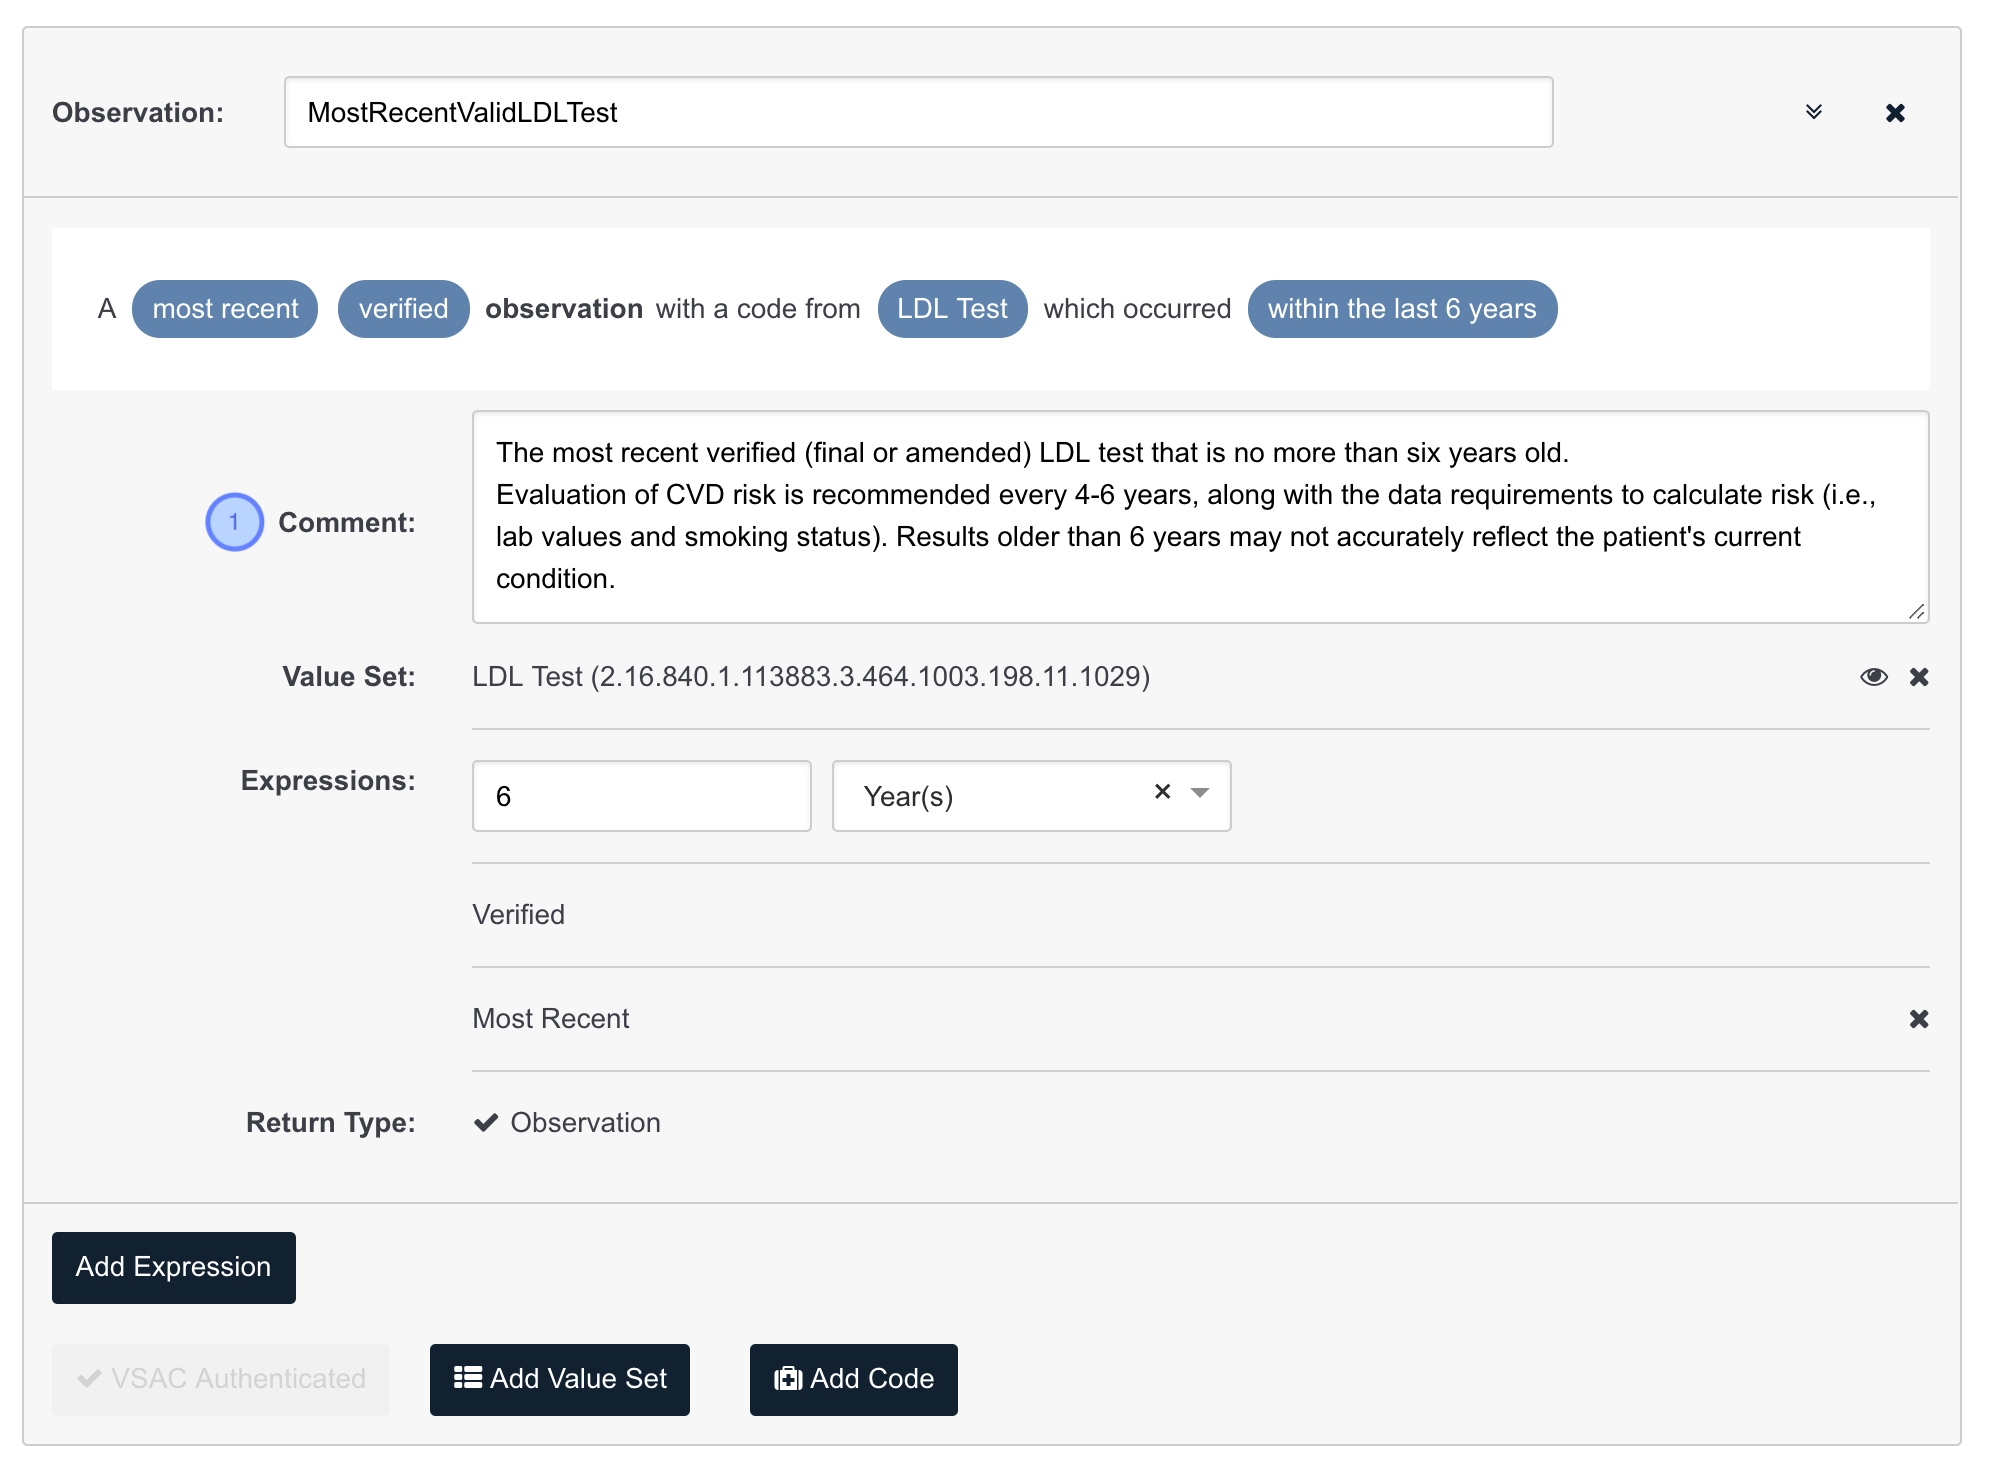 Observation: MostRecentValidLDLTest
A most recent verified observation with a code from LDL Test which occurred within the last 6 years
The most recent verified (final or amended) LDL test that is no more than six years old.
Evaluation of CVD risk is recommended every 4-6 years, along with the data requirements to calculate risk (i.e.,
1 Comment:
lab values and smoking status). Results older than 6 years may not accurately reflect the patient's current
condition.
Value Set: LDL Test (2.16.840.1.113883.3.464.1003.198.11.1029)
Expressions: 6 Year(s)
Verified
Most Recent
Return Type: Observation
Add Expression
VSAC Authenticated Add Value Set Add Code